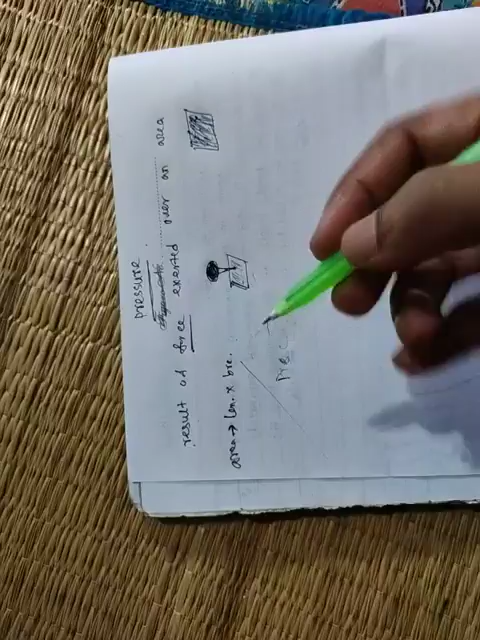 pressure.
result of force exerted over an area
area → len. x bre.